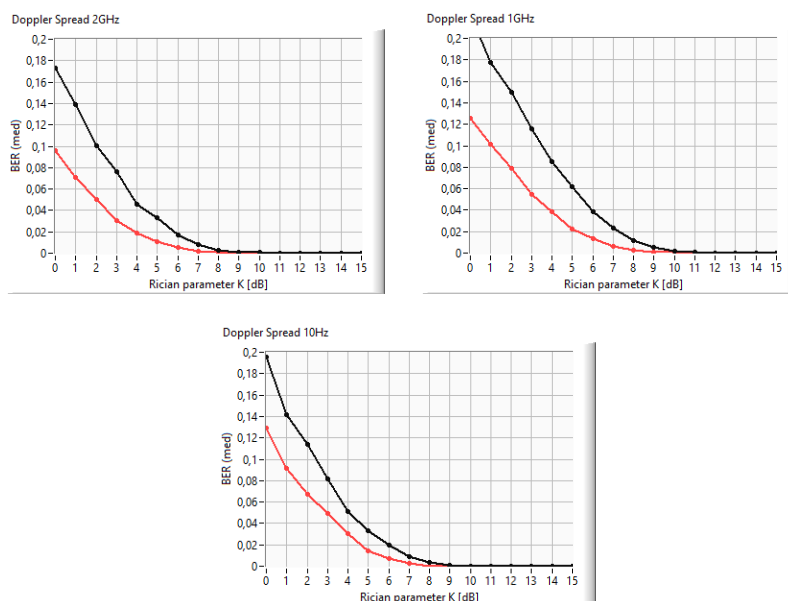 Doppler Spread 2GHz
0,2
0,18
0,16
0,14
0,12
0,1
0,08
0,06
0,04
0,02
0
BER (med)
0 1 2 3 4 5 6 7 8 9 10 11 12 13 14 15
Rician parameter K [dB]
Doppler Spread 1GHz
0,2
0,18
0,16
0,14
0,12
0,1
0,08
0,06
0,04
0,02
0
BER (med)
0 1 2 3 4 5 6 7 8 9 10 11 12 13 14 15
Rician parameter K [dB]
Doppler Spread 10Hz
0,2
0,18
0,16
0,14
0,12
0,1
0,08
0,06
0,04
0,02
0
BER (med)
0 1 2 3 4 5 6 7 8 9 10 11 12 13 14 15
Rician parameter K [dB]